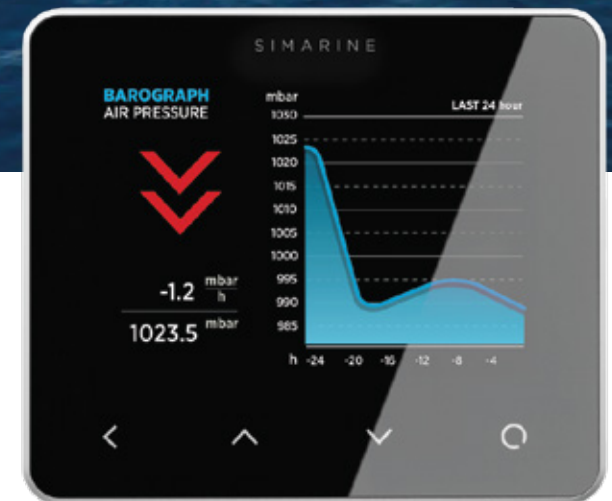 SIMARINE
BAROGRAPH
AIR PRESSURE
-1.2 mbar/h
1023.5 mbar
mbar
LAST 24 hour
1030
1025
1020
1015
1010
1005
1000
995
990
985
h -24 -20 -16 -12 -8 -4